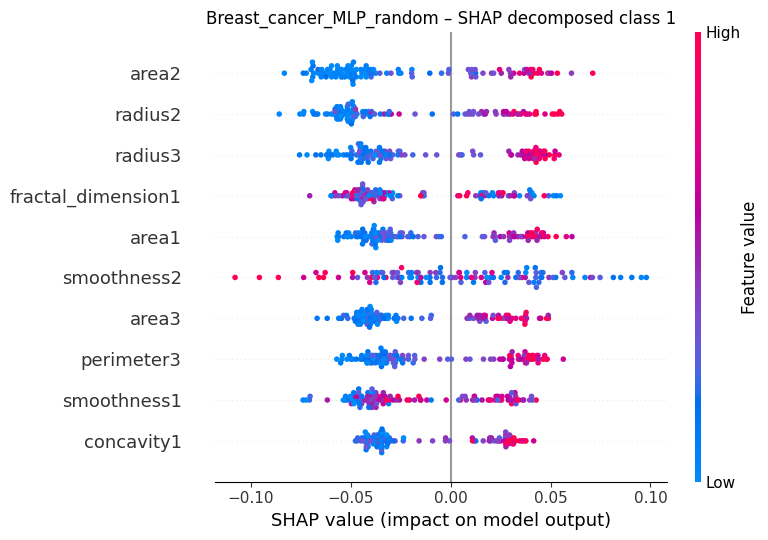 Breast_cancer_MLP_random – SHAP decomposed class 1
High
area2
radius2
radius3
fractal_dimension1
area1
smoothness2
area3
perimeter3
smoothness1
concavity1
Feature value
Low
−0.10 −0.05 0.00 0.05 0.10
SHAP value (impact on model output)